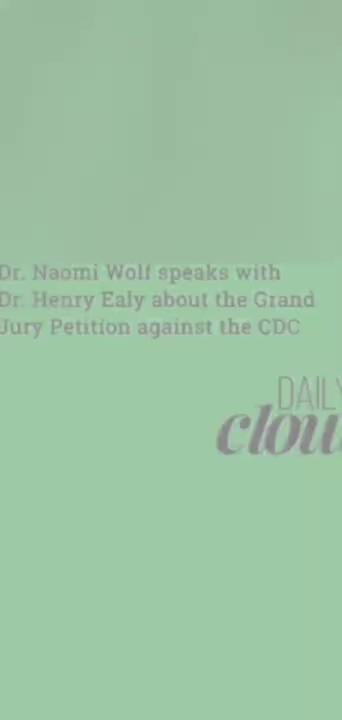 Dr. Naomi Wolf speaks with
Dr. Henry Ealy about the Grand
Jury Petition against the CDC
DAILY
clou